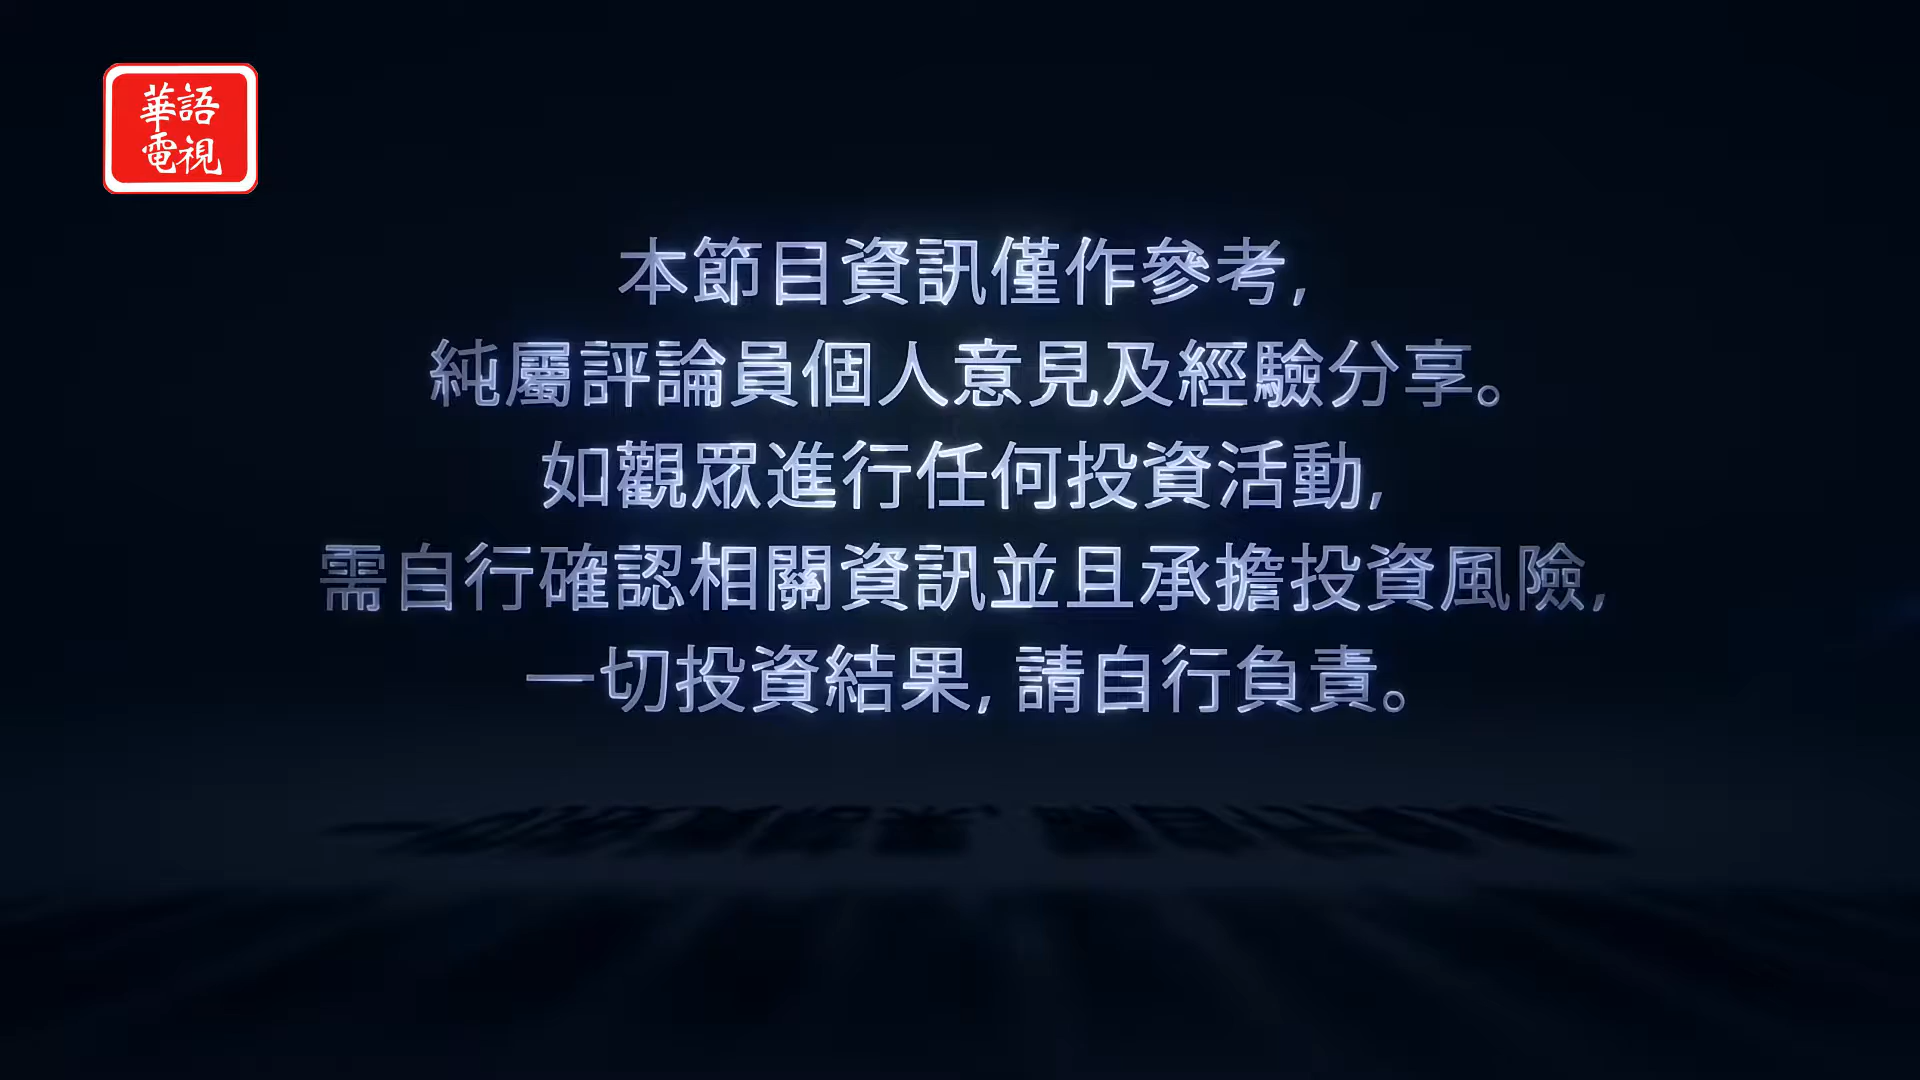 華語
電視
本節目資訊僅作參考,
純屬評論員個人意見及經驗分享。
如觀眾進行任何投資活動,
需自行確認相關資訊並且承擔投資風險,
一切投資結果, 請自行負責。